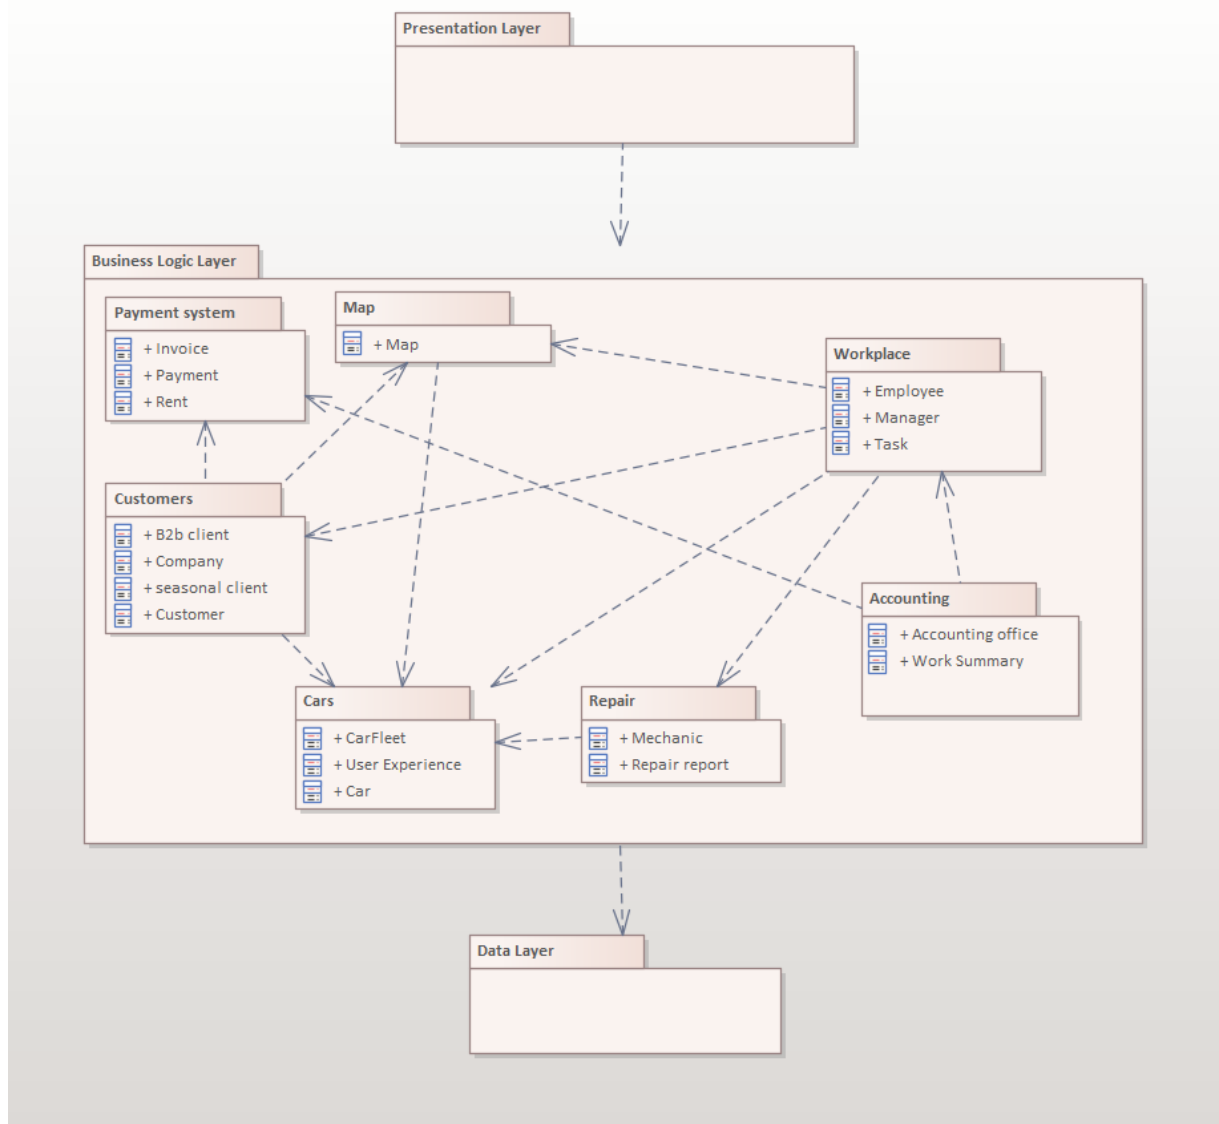 Presentation Layer
Business Logic Layer
Payment system
+ Invoice
+ Payment
+ Rent
Map
+ Map
Workplace
+ Employee
+ Manager
+ Task
Customers
+ B2b client
+ Company
+ seasonal client
+ Customer
Accounting
+ Accounting office
+ Work Summary
Cars
+ CarFleet
+ User Experience
+ Car
Repair
+ Mechanic
+ Repair report
Data Layer